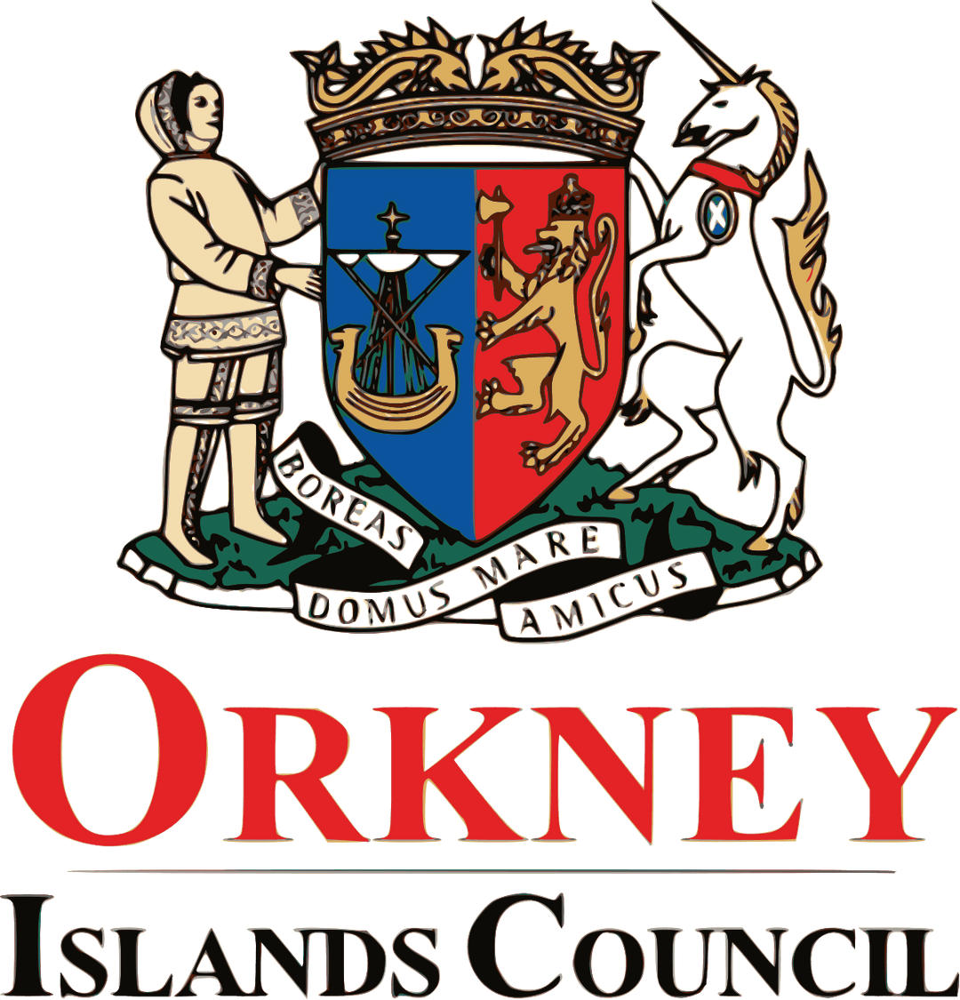 BOREAS
DOMUS MARE
AMICUS
ORKNEY
ISLANDS COUNCIL